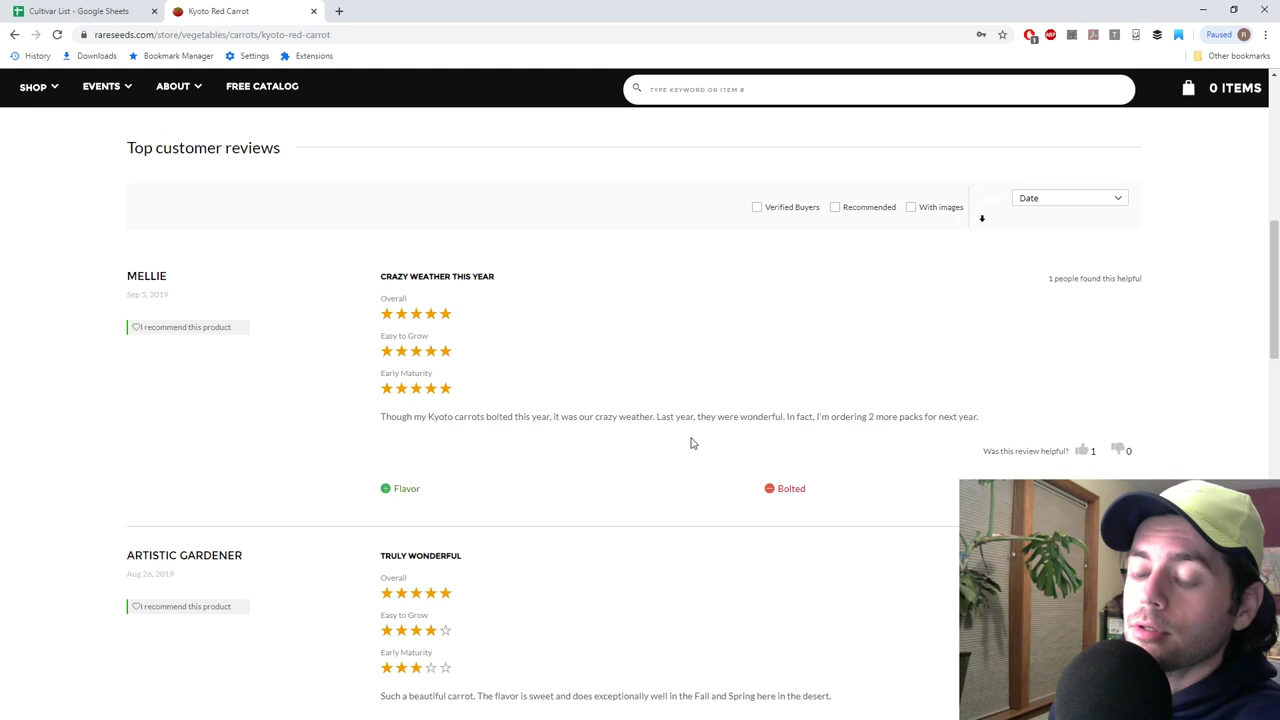 Cultivar List - Google Sheets
Kyoto Red Carrot
rareseeds.com/store/vegetables/carrots/kyoto-red-carrot
1
ABP
T
Paused
R
History
Downloads
Bookmark Manager
Settings
Extensions
Other bookmarks
SHOP
EVENTS
ABOUT
FREE CATALOG
TYPE KEYWORD OR ITEM #
0 ITEMS
Top customer reviews
Verified Buyers
Recommended
With images
Date
MELLIE
Sep 5, 2019
I recommend this product
CRAZY WEATHER THIS YEAR
1 people found this helpful
Overall
Easy to Grow
Early Maturity
Though my Kyoto carrots bolted this year, it was our crazy weather. Last year, they were wonderful. In fact, I'm ordering 2 more packs for next year.
Was this review helpful? 1 0
Flavor
Bolted
ARTISTIC GARDENER
Aug 26, 2019
I recommend this product
TRULY WONDERFUL
Overall
Easy to Grow
Early Maturity
Such a beautiful carrot. The flavor is sweet and does exceptionally well in the Fall and Spring here in the desert.